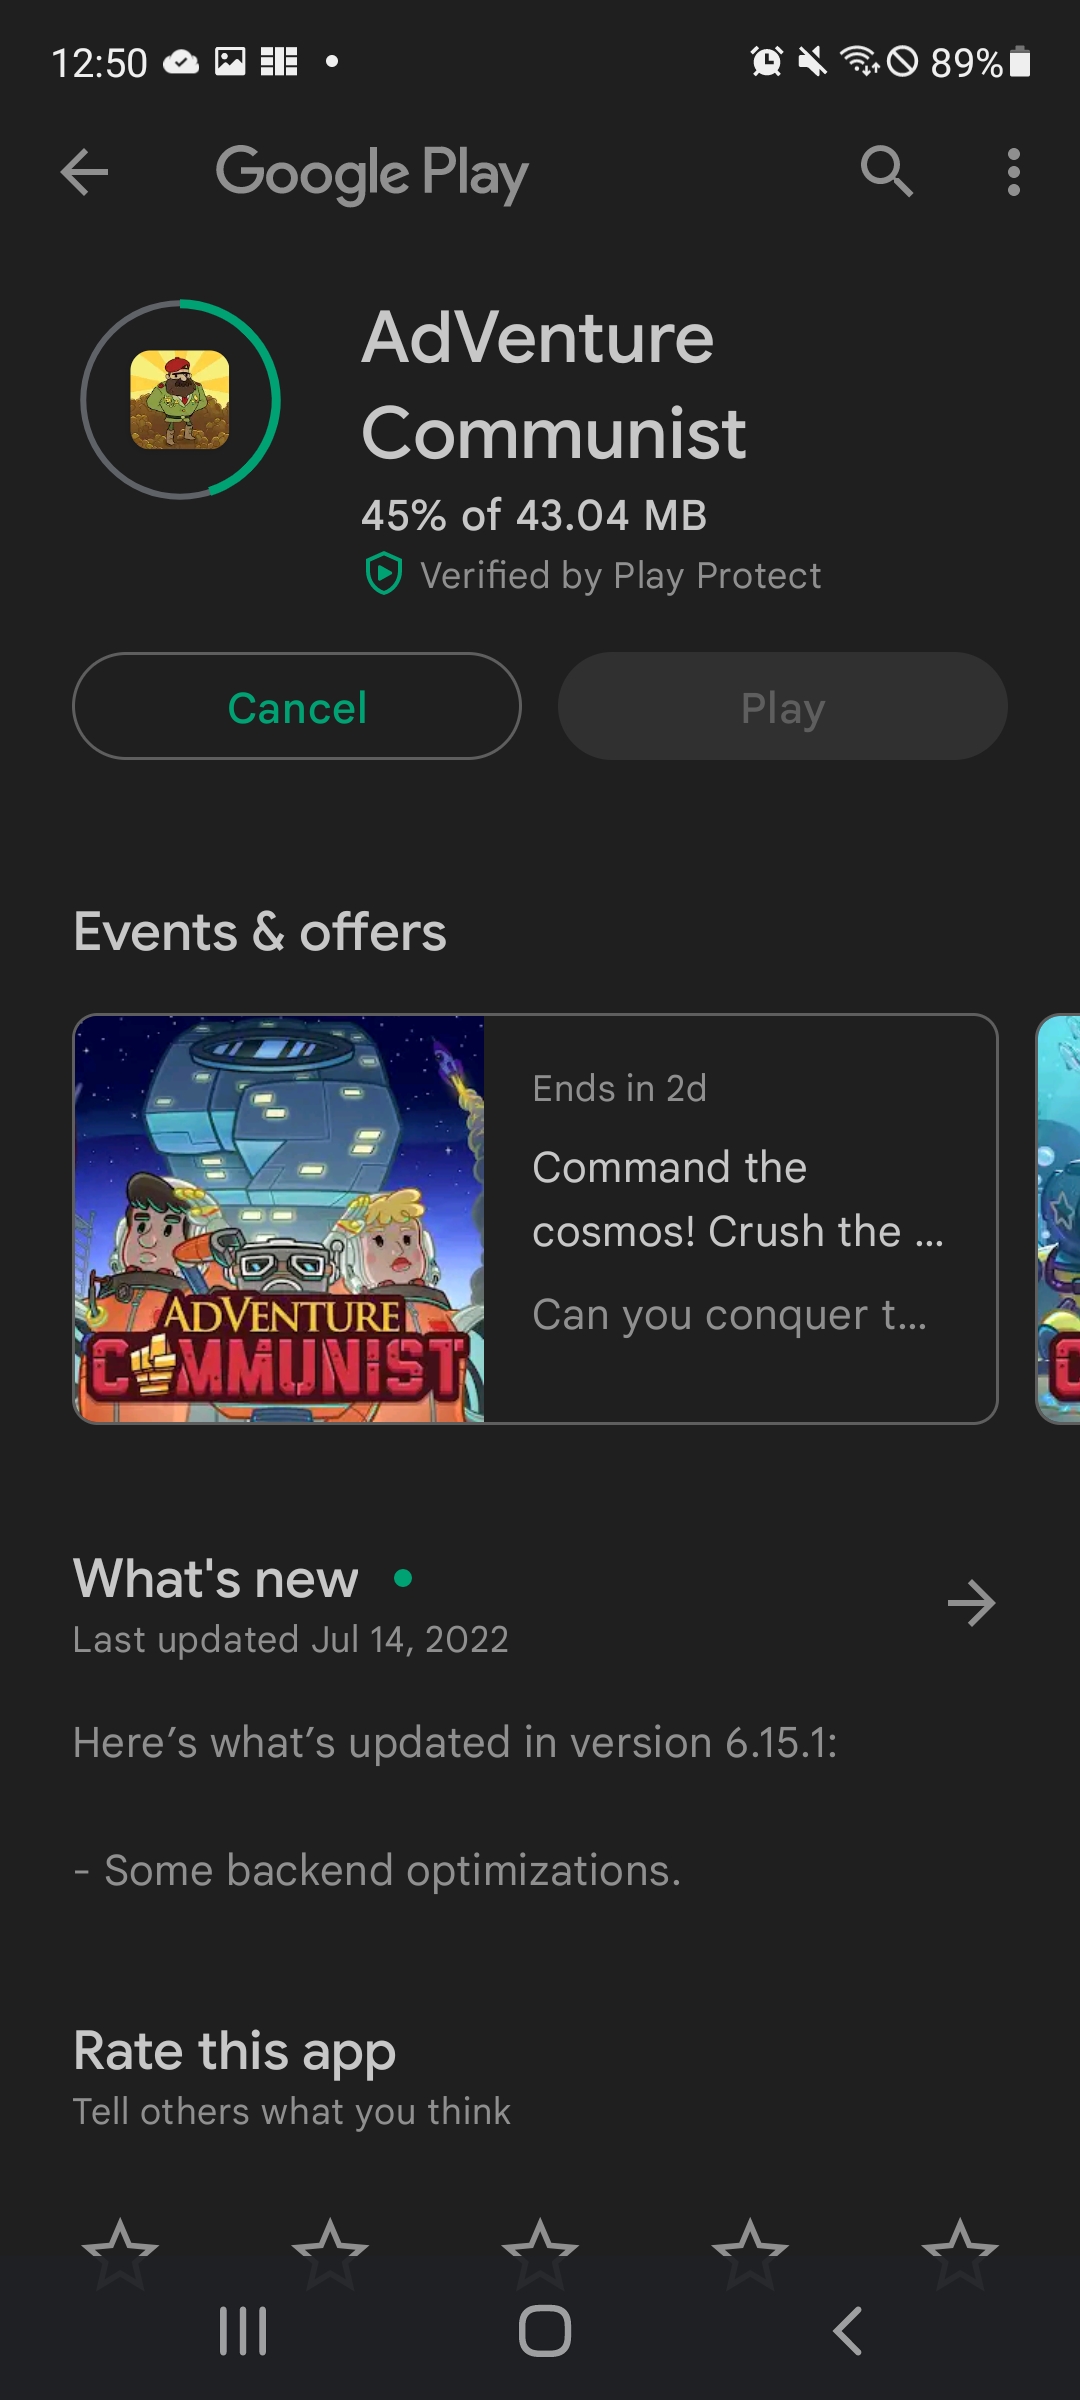 12:50
89%
Google Play
AdVenture
Communist
45% of 43.04 MB
Verified by Play Protect
Cancel
Play
Events & offers
Ends in 2d
Command the
cosmos! Crush the ...
Can you conquer t...
ADVENTURE
COMMUNIST
What's new
Last updated Jul 14, 2022
Here’s what’s updated in version 6.15.1:
- Some backend optimizations.
Rate this app
Tell others what you think